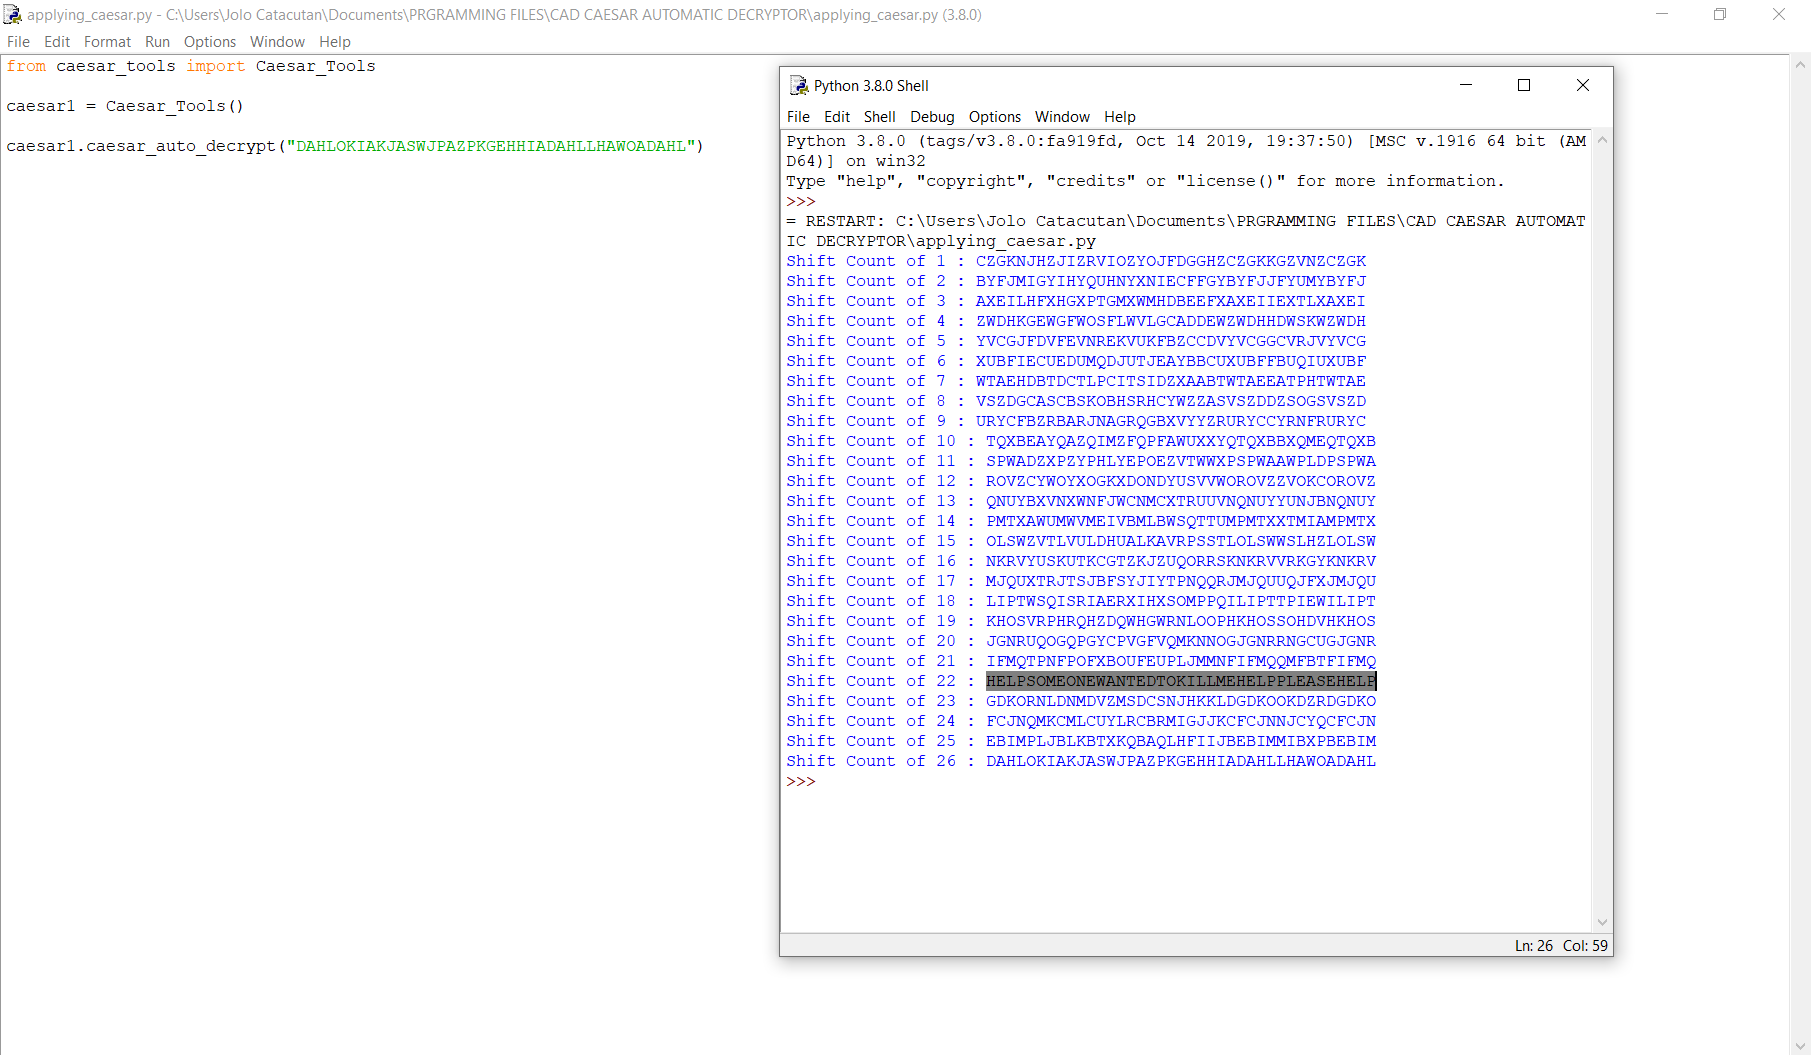 applying_caesar.py - C:\Users\Jolo Catacutan\Documents\PRGRAMMING FILES\CAD CAESAR AUTOMATIC DECRYPTOR\applying_caesar.py (3.8.0)
File Edit Format Run Options Window Help
from caesar_tools import Caesar_Tools
caesar1 = Caesar_Tools()
caesar1.caesar_auto_decrypt("DAHLOKIAKJASWJPAZPKGEHHIADAHLLHAWOADAHL")
Python 3.8.0 Shell
File Edit Shell Debug Options Window Help
Python 3.8.0 (tags/v3.8.0:fa919fd, Oct 14 2019, 19:37:50) [MSC v.1916 64 bit (AM
D64)] on win32
Type "help", "copyright", "credits" or "license()" for more information.
>>>
= RESTART: C:\Users\Jolo Catacutan\Documents\PRGRAMMING FILES\CAD CAESAR AUTOMAT
IC DECRYPTOR\applying_caesar.py
Shift Count of 1 : CZGKNJHZJIZRVIOZYOJFDGGHZCZGKKGZVNZCZGK
Shift Count of 2 : BYFJMIGYIHYQUHNYXNIECFFGYBYFJJFYUMYBYFJ
Shift Count of 3 : AXEILHFXHGXPTGMXWMHDBEEFXAXEIIEXTLXAXEI
Shift Count of 4 : ZWDHKGEWGFWOSFLWVLGCADDEWZWDHHDWSKWZWDH
Shift Count of 5 : YVCGJFDVFEVNREKVUKFBZCCDVYVCGGCVRJVYVCG
Shift Count of 6 : XUBFIECUEDUMQDJUTJEAYBBCUXUBFFBUQIUXUBF
Shift Count of 7 : WTAEHDBTDCTLPCITSIDZXAABTWTAEEATPHTWTAE
Shift Count of 8 : VSZDGCASCBSKOBHSRHCYWZZASVSZDDZSOGSVSZD
Shift Count of 9 : URYCFBZRBARJNAGRQGBXVYYZRURYCCYRNFRURYC
Shift Count of 10 : TQXBEAYQAZQIMZFQPFAWUXXYQTQXBBXQMEQTQXB
Shift Count of 11 : SPWADZXPZYPHLYEPOEZVTWWXPSPWAAWPLDPSPWA
Shift Count of 12 : ROVZCYWOYXOGKXDONDYUSVVWOROVZZVOKCOROVZ
Shift Count of 13 : QNUYBXVNXWNFJWCNMCXTRUUVNQNUYYUNJBNQNUY
Shift Count of 14 : PMTXAWUMWVMEIVBMLBWSQTTUMPMTXXTMIAMPMTX
Shift Count of 15 : OLSWZVTLVULDHUALKAVRPSSTLOLSWWSLHZLOLSW
Shift Count of 16 : NKRVYUSKUTKCGTZKJZUQORRSKNKRVVRKGYKNKRV
Shift Count of 17 : MJQUXTRJTSJBFSYJIYTPNQQRJMJQUUQJFXJMJQU
Shift Count of 18 : LIPTWSQISRIAERXIHXSOMPPQILIPTTPIEWILIPT
Shift Count of 19 : KHOSVRPHRQHZDQWHGWRNLOOPHKHOSSOHDVHKHOS
Shift Count of 20 : JGNRUQOGQPGYCPVGFVQMKNNOGJGNRRNGCUGJGNR
Shift Count of 21 : IFMQTPNFPOFXBOUFEUPLJMMNFIFMQQMFBTFIFMQ
Shift Count of 22 : HELPSOMEONEWANTEDTOKILLMEHELPPLEASEHELP
Shift Count of 23 : GDKORNLDNMDVZMSDCSNJHKKLDGDKOOKDZRDGDKO
Shift Count of 24 : FCJNQMKCMLCUYLRCBRMIGJJKCFCJNNJCYQCFCJN
Shift Count of 25 : EBIMPLJBLKBTXKQBAQLHFIIJBEBIMMIBXPBEBIM
Shift Count of 26 : DAHLOKIAKJASWJPAZPKGEHHIADAHLLHAWOADAHL
>>>
Ln: 26 Col: 59